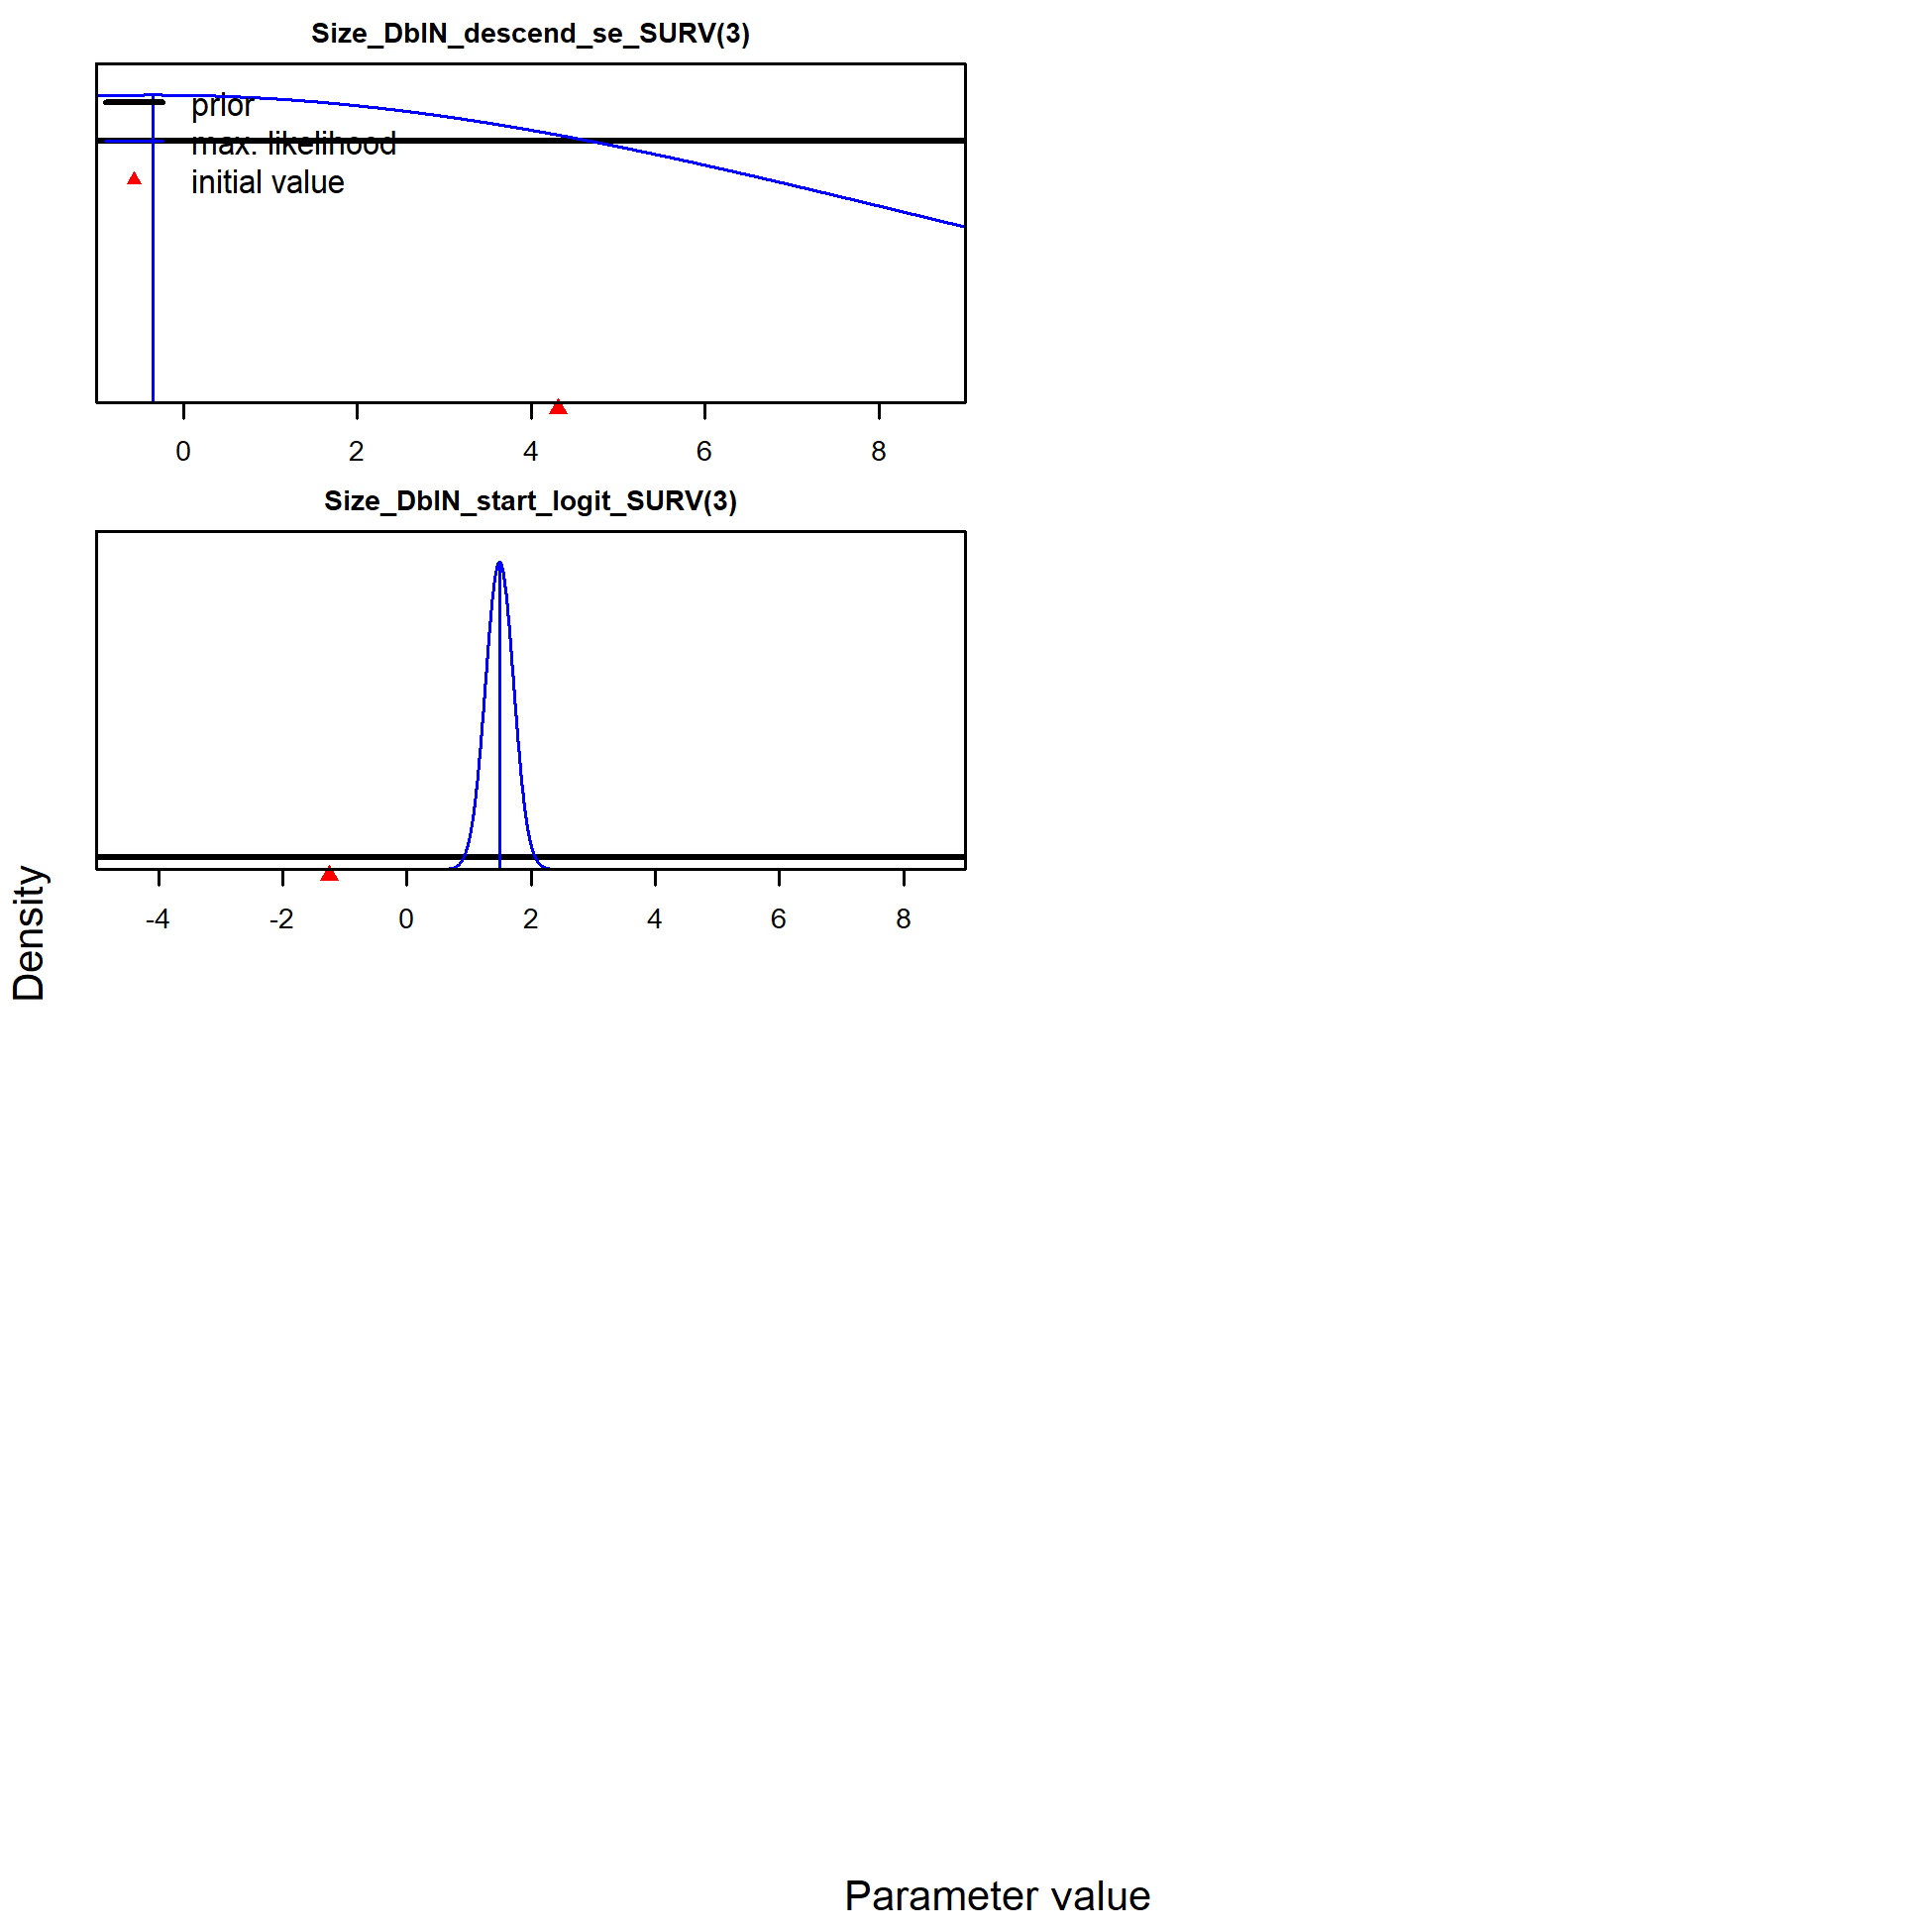 Size_DblN_descend_se_SURV(3)
prior
max. likelihood
initial value
0 2 4 6 8
Size_DblN_start_logit_SURV(3)
-4 -2 0 2 4 6 8
Density
Parameter value